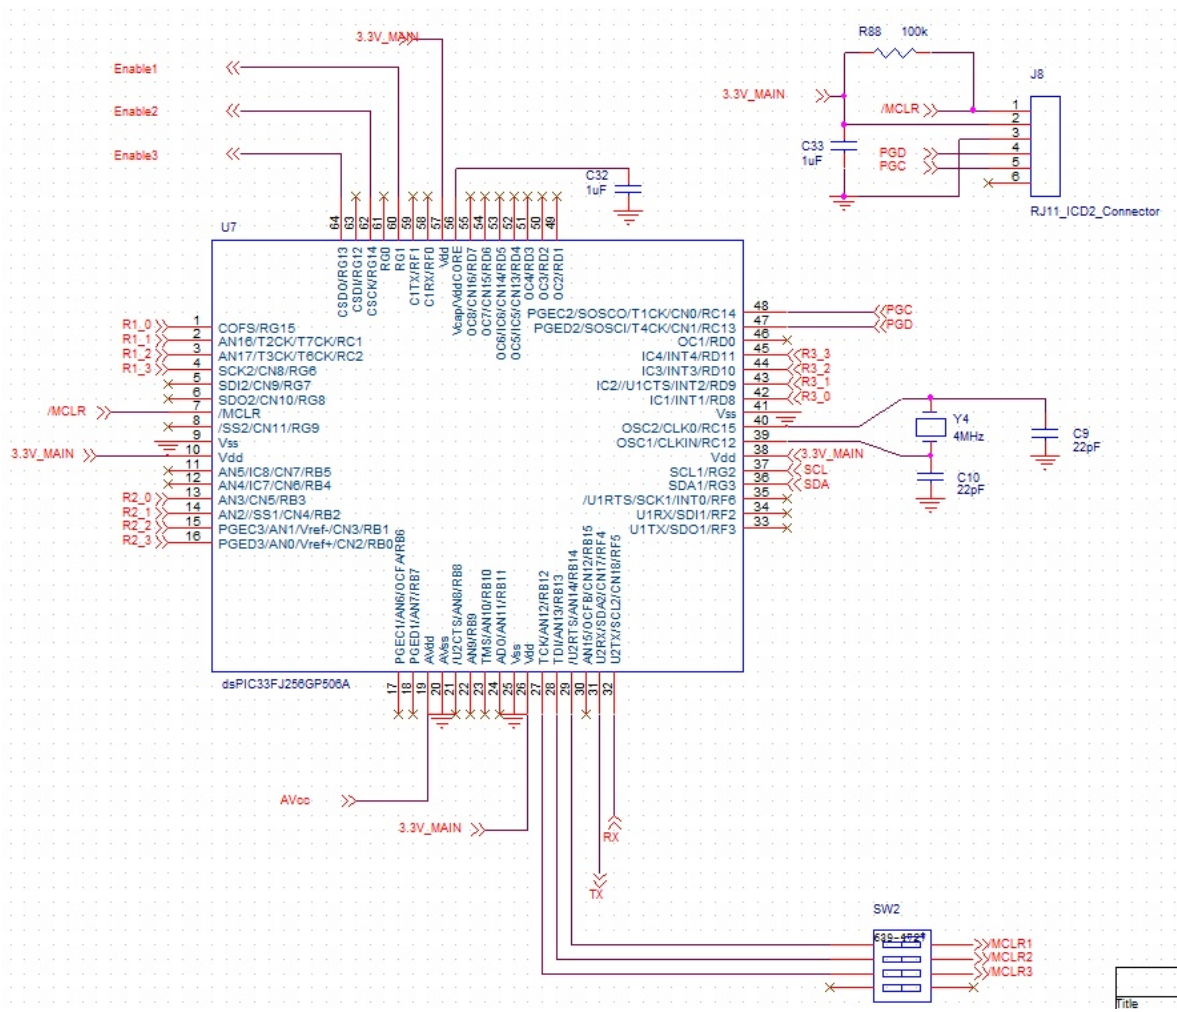 3.3V_MAIN
R88 100k
Enable1
J8
3.3V_MAIN
/MCLR
1
2
3
4
5
6
Enable2
C33
1uF
PGD
PGC
Enable3
C32
1uF
RJ11_ICD2_Connector
U7
64
63
62
61
60
59
58
57
56
55
54
53
52
51
50
49
CSDO/RG13
CSDI/RG12
CSCK/RG14
RG0
RG1
C1TX/RF1
C1RX/RF0
Vdd
Vcap/VddCORE
OC8/CN16/RD7
OC7/CN15/RD6
OC6/IC6/CN14/RD5
OC5/IC5/CN13/RD4
OC4/RD3
OC3/RD2
OC2/RD1
R1_0 1 COFS/RG15
R1_1 2 AN16/T2CK/T7CK/RC1
R1_2 3 AN17/T3CK/T6CK/RC2
R1_3 4 SCK2/CN8/RG6
5 SDI2/CN9/RG7
6 SDO2/CN10/RG8
/MCLR 7 /MCLR
8 /SS2/CN11/RG9
9 Vss
3.3V_MAIN 10 Vdd
11 AN5/IC8/CN7/RB5
12 AN4/IC7/CN6/RB4
R2_0 13 AN3/CN5/RB3
R2_1 14 AN2//SS1/CN4/RB2
R2_2 15 PGEC3/AN1/Vref-/CN3/RB1
R2_3 16 PGED3/AN0/Vref+/CN2/RB0
PGEC2/SOSCO/T1CK/CN0/RC14 48 PGC
PGED2/SOSCI/T4CK/CN1/RC13 47 PGD
OC1/RD0 46
IC4/INT4/RD11 45 R3_3
IC3/INT3/RD10 44 R3_2
IC2//U1CTS/INT2/RD9 43 R3_1
IC1/INT1/RD8 42 R3_0
Vss 41
OSC2/CLK0/RC15 40
OSC1/CLKIN/RC12 39
Vdd 38 3.3V_MAIN
SCL1/RG2 37 SCL
SDA1/RG3 36 SDA
/U1RTS/SCK1/INT0/RF6 35
U1RX/SDI1/RF2 34
U1TX/SDO1/RF3 33
Y4
4MHz
C9
22pF
C10
22pF
PGEC1/AN6/OCFA/RB6
PGED1/AN7/RB7
AVdd
AVss
/U2CTS/AN8/RB8
AN9/RB9
TMS/AN10/RB10
ADO/AN11/RB11
Vss
Vdd
TCK/AN12/RB12
TDI/AN13/RB13
/U2RTS/AN14/RB14
AN15/OCFB/CN12/RB15
U2RX/SDA2/CN17/RF4
U2TX/SCL2/CN18/RF5
dsPIC33FJ256GP506A
17
18
19
20
21
22
23
24
25
26
27
28
29
30
31
32
AVcc
3.3V_MAIN
RX
TX
SW2
/MCLR1
/MCLR2
/MCLR3
Title